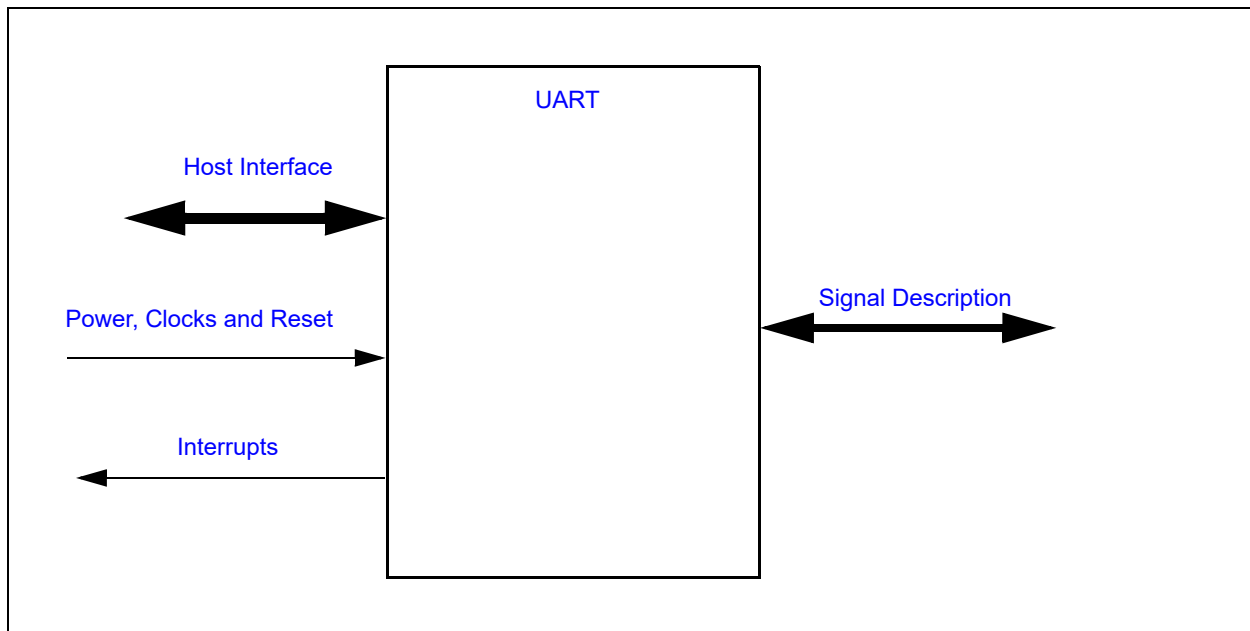 UART
Host Interface
Signal Description
Power, Clocks and Reset
Interrupts